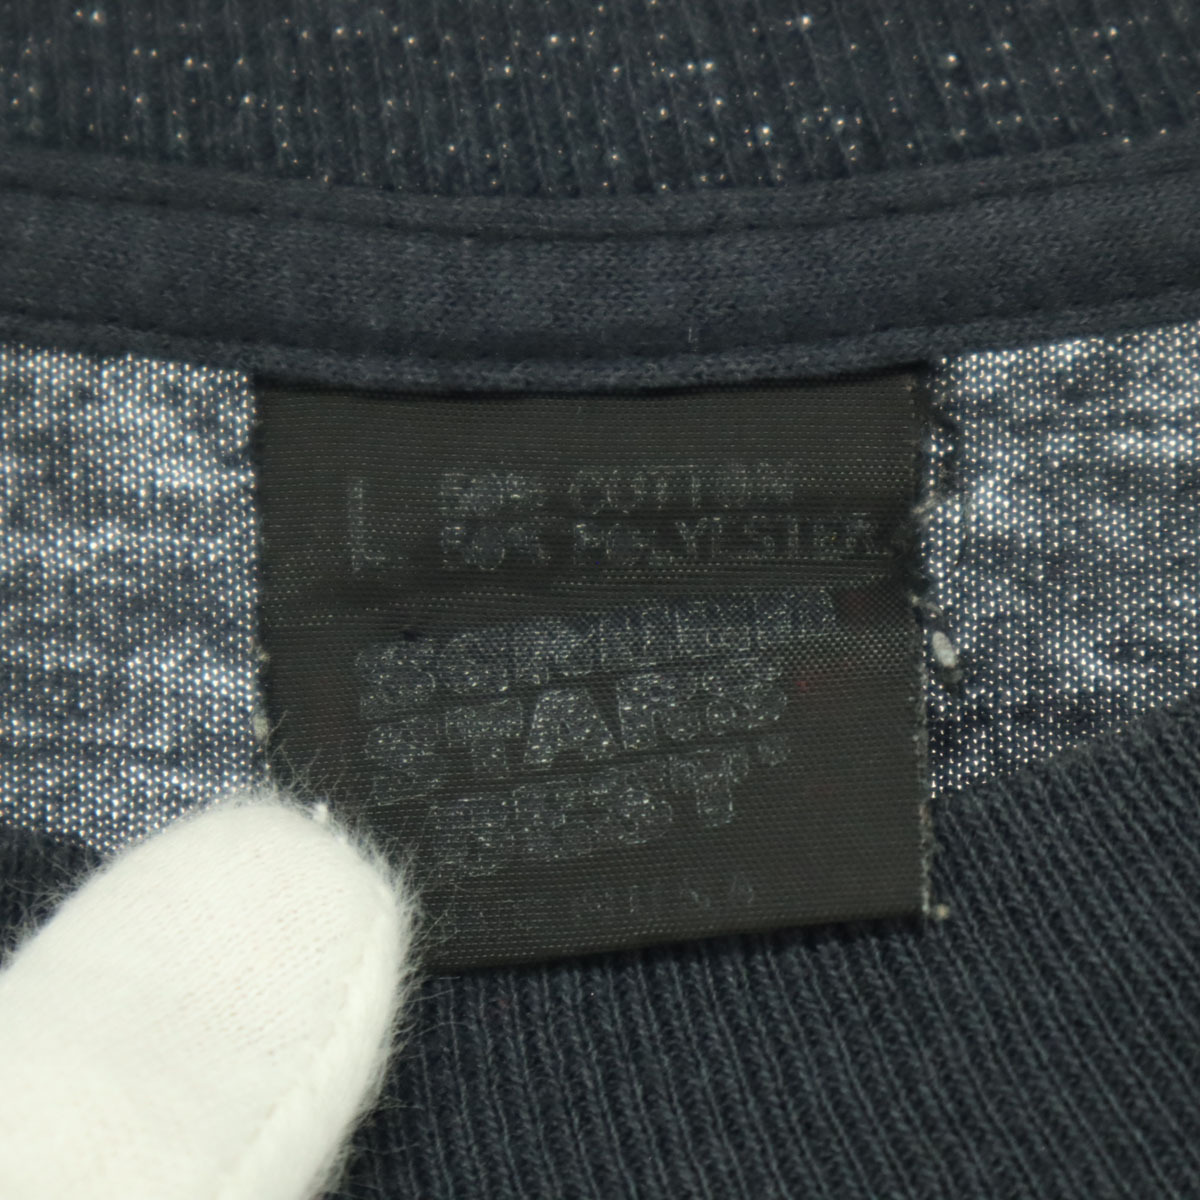 L 50% COTTON
50% POLYESTER
SCREEN
STARS
BEST®
U.S.A.